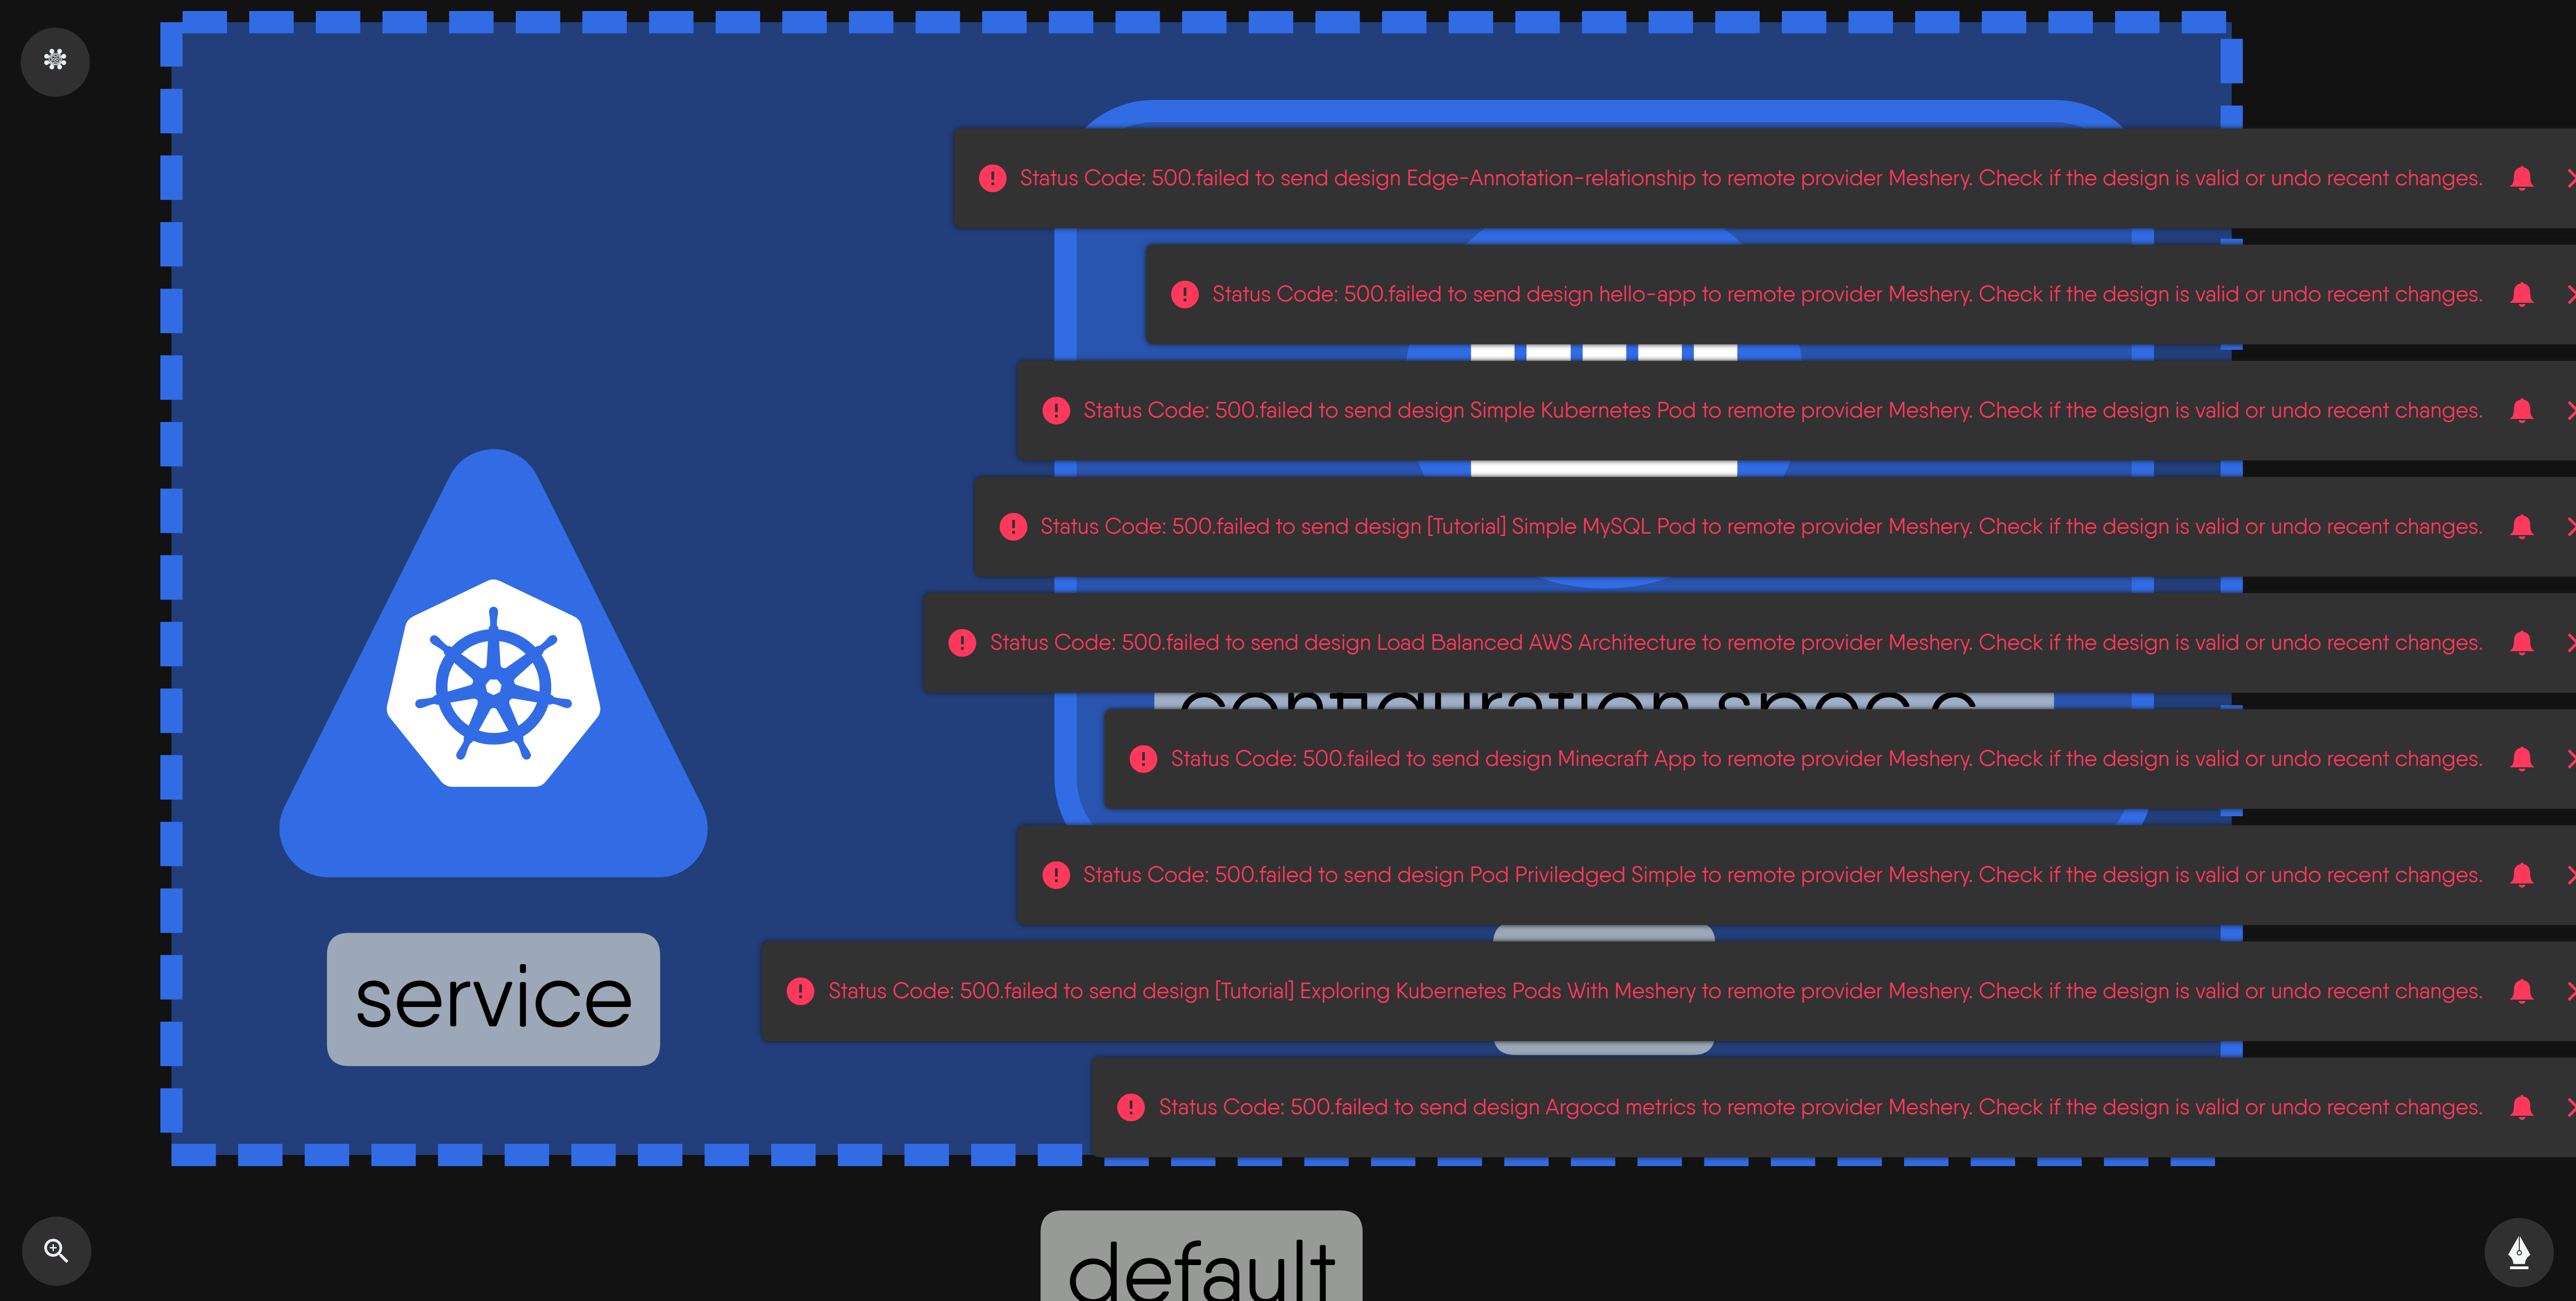 Status Code: 500.failed to send design Edge-Annotation-relationship to remote provider Meshery. Check if the design is valid or undo recent changes.
Status Code: 500.failed to send design hello-app to remote provider Meshery. Check if the design is valid or undo recent changes.
Status Code: 500.failed to send design Simple Kubernetes Pod to remote provider Meshery. Check if the design is valid or undo recent changes.
Status Code: 500.failed to send design [Tutorial] Simple MySQL Pod to remote provider Meshery. Check if the design is valid or undo recent changes.
Status Code: 500.failed to send design Load Balanced AWS Architecture to remote provider Meshery. Check if the design is valid or undo recent changes.
configuration spec c
Status Code: 500.failed to send design Minecraft App to remote provider Meshery. Check if the design is valid or undo recent changes.
Status Code: 500.failed to send design Pod Priviledged Simple to remote provider Meshery. Check if the design is valid or undo recent changes.
Status Code: 500.failed to send design [Tutorial] Exploring Kubernetes Pods With Meshery to remote provider Meshery. Check if the design is valid or undo recent changes.
service
Status Code: 500.failed to send design Argocd metrics to remote provider Meshery. Check if the design is valid or undo recent changes.
default